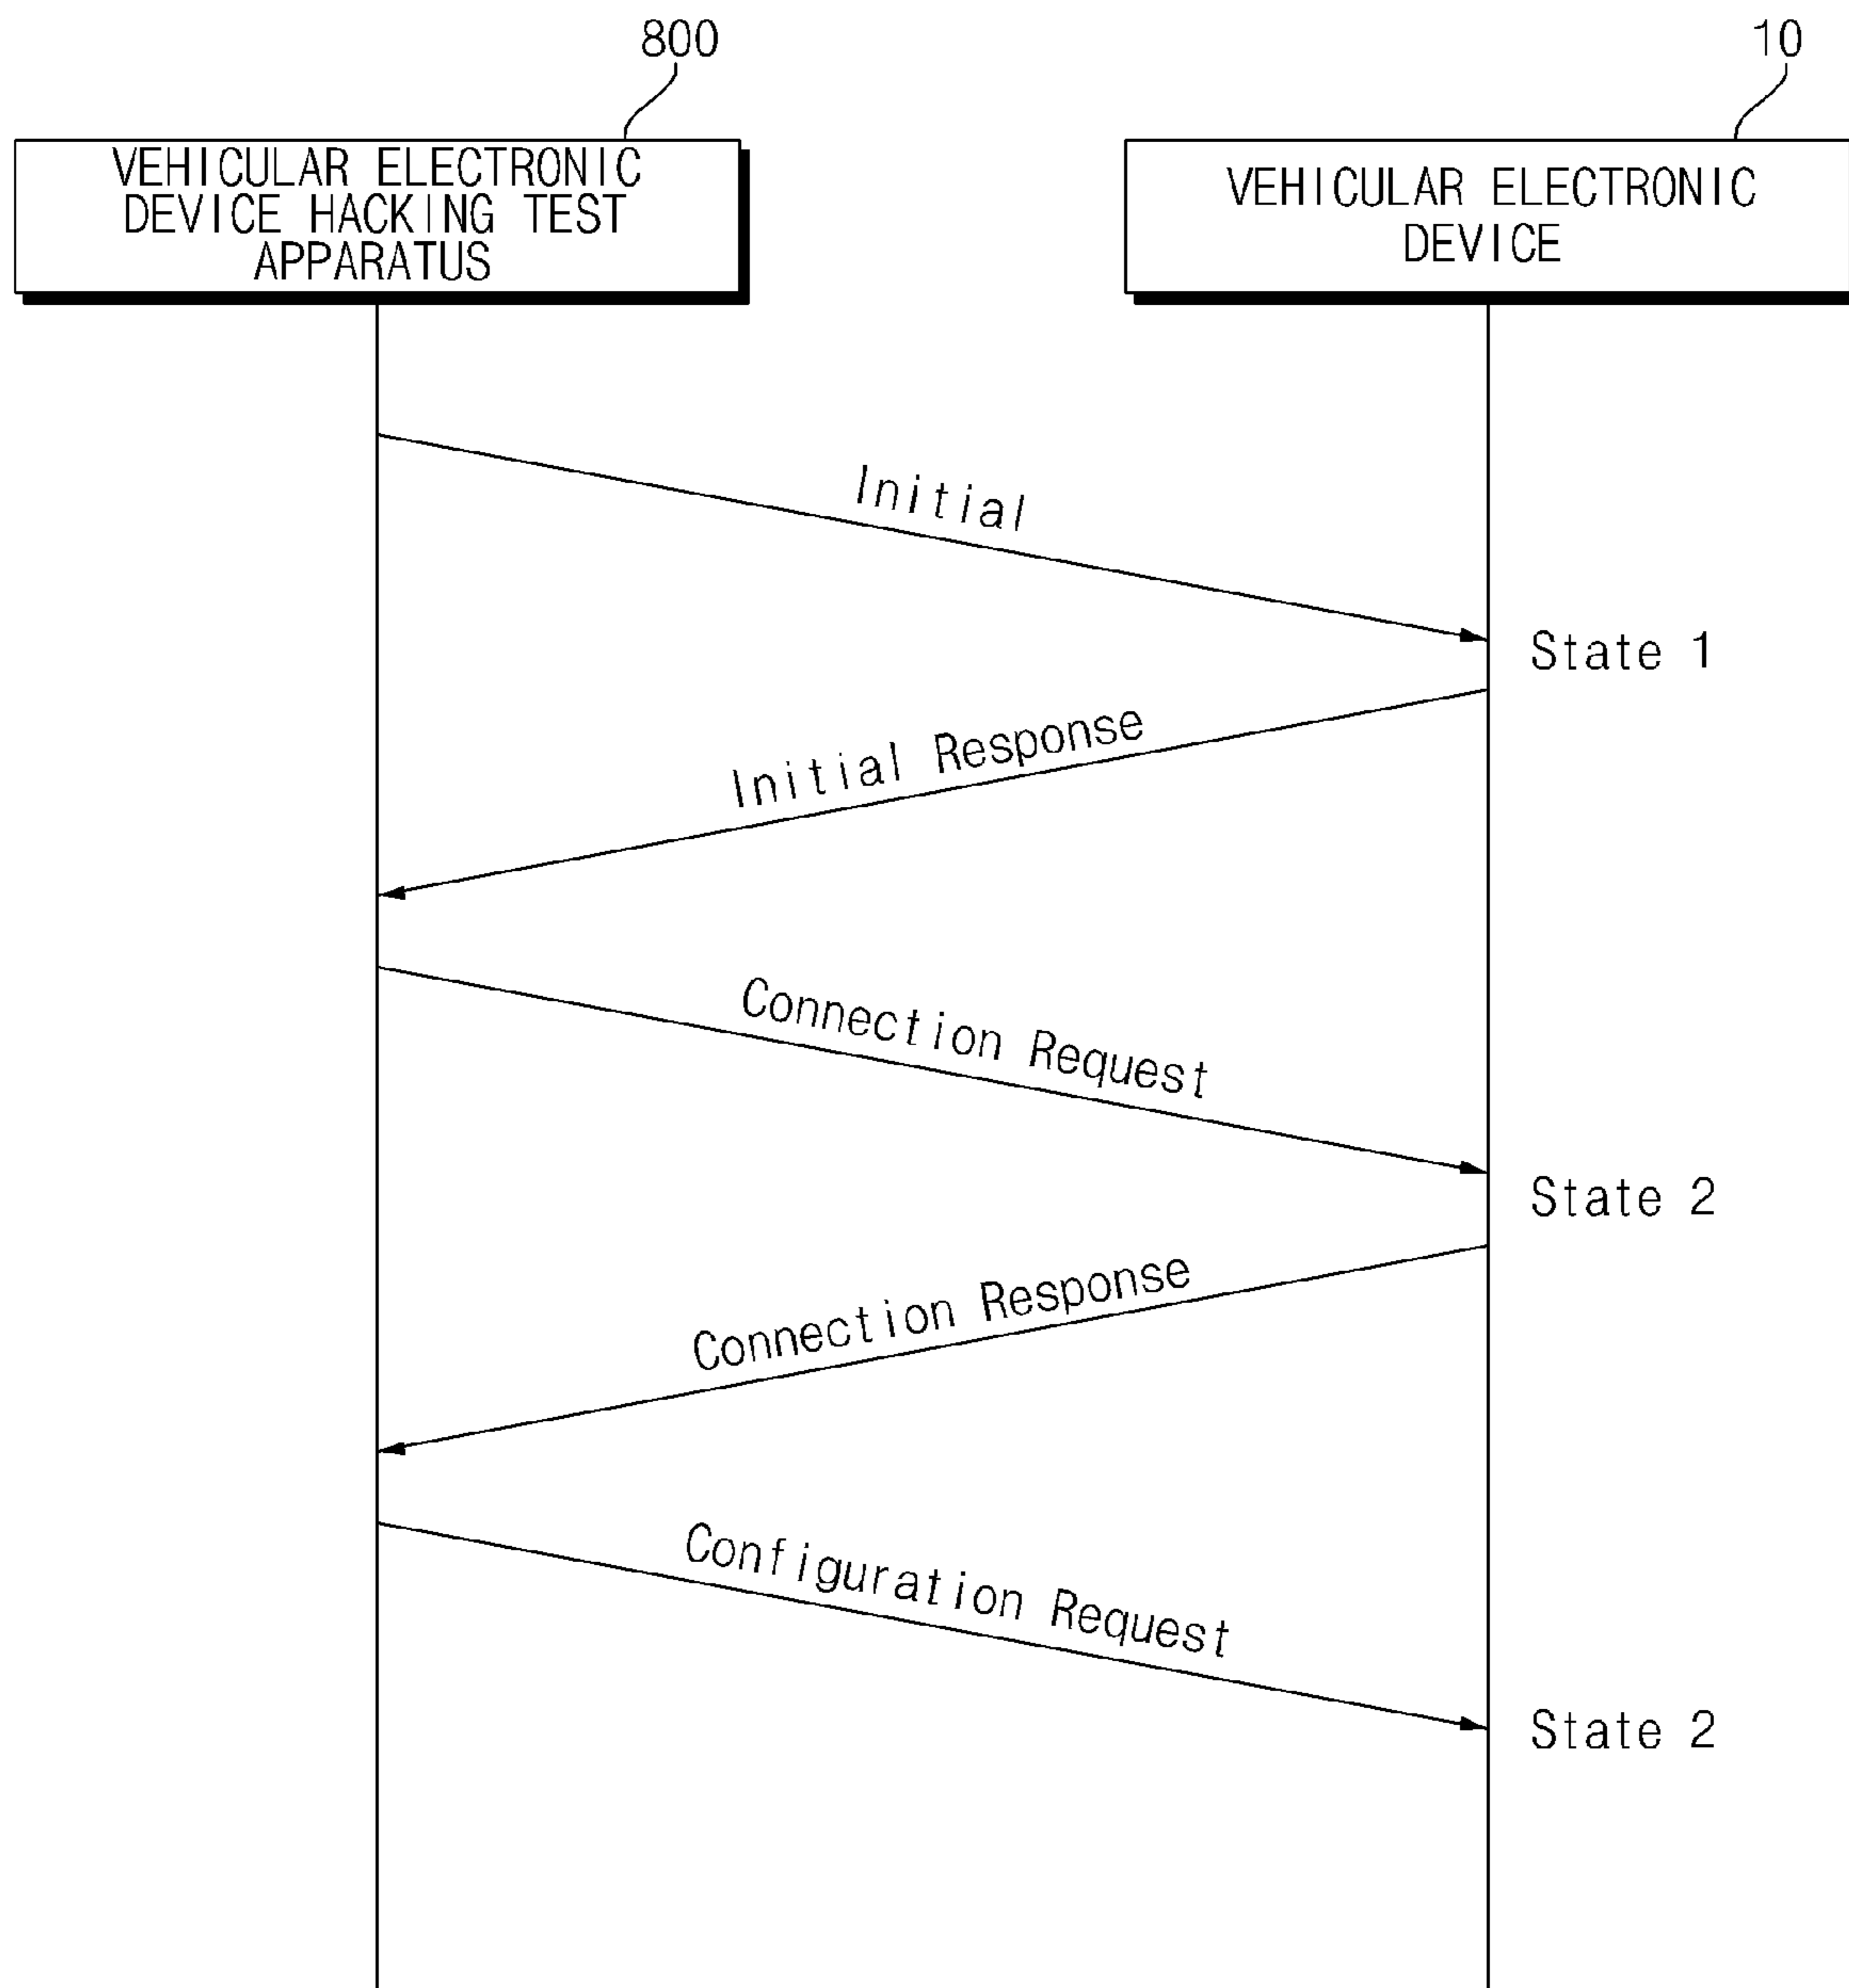 800
10
VEHICULAR ELECTRONIC
DEVICE HACKING TEST
APPARATUS
VEHICULAR ELECTRONIC
DEVICE
Initial
State 1
Initial Response
Connection Request
State 2
Connection Response
Configuration Request
State 2